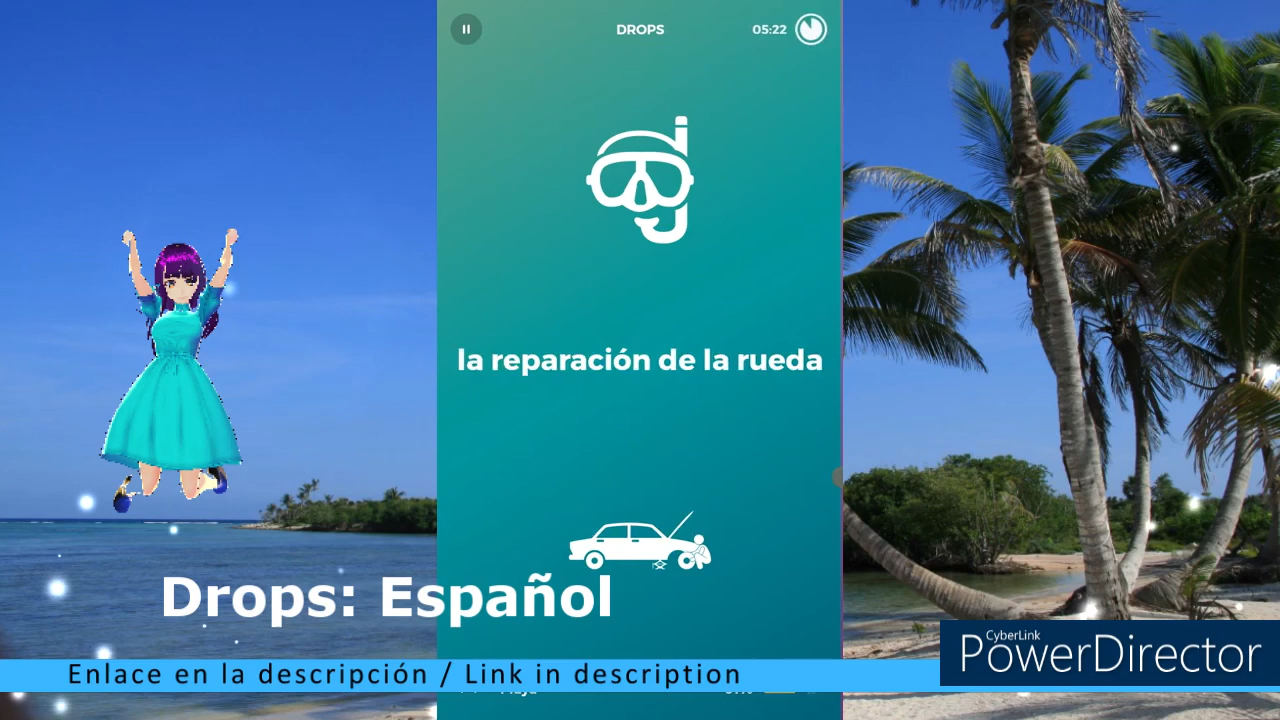 DROPS
05:22
la reparación de la rueda
Drops: Español
CyberLink
PowerDirector
Enlace en la descripción / Link in description